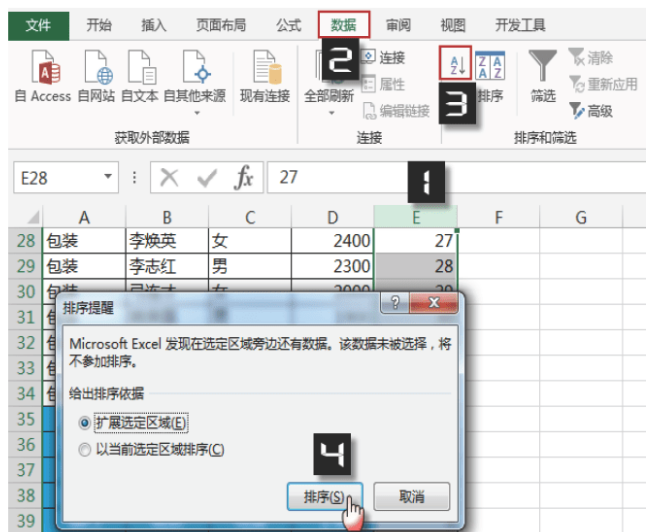 文件 开始 插入 页面布局 公式 数据 审阅 视图 开发工具
2
连接
属性
编辑链接
3
清除
重新应用
高级
自 Access 自网站 自文本 自其他来源 现有连接 全部刷新 排序 筛选
获取外部数据 连接 排序和筛选
E28 fx 27
1
A B C D E F G
28 包装 李焕英 女 2400 27
29 包装 李志红 男 2300 28
30
31
32
33
34
35
36
37
38
39
排序提醒
Microsoft Excel 发现在选定区域旁边还有数据。该数据未被选择，将
不参加排序。
给出排序依据
扩展选定区域(E)
以当前选定区域排序(C)
4
排序(S) 取消